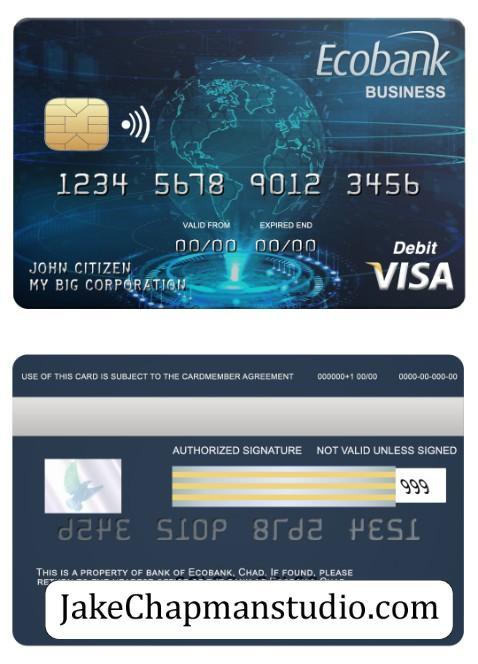 Ecobank
BUSINESS
1234 5678 9012 3456
VALID FROM EXPIRED END
00/00 00/00
JOHN CITIZEN
MY BIG CORPORATION
Debit
VISA
USE OF THIS CARD IS SUBJECT TO THE CARDMEMBER AGREEMENT 000000+1 00/00 0000-00-000-00
AUTHORIZED SIGNATURE NOT VALID UNLESS SIGNED
999
THIS IS A PROPERTY OF BANK OF ECOBANK, CHAD. IF FOUND, PLEASE
JakeChapmanstudio.com